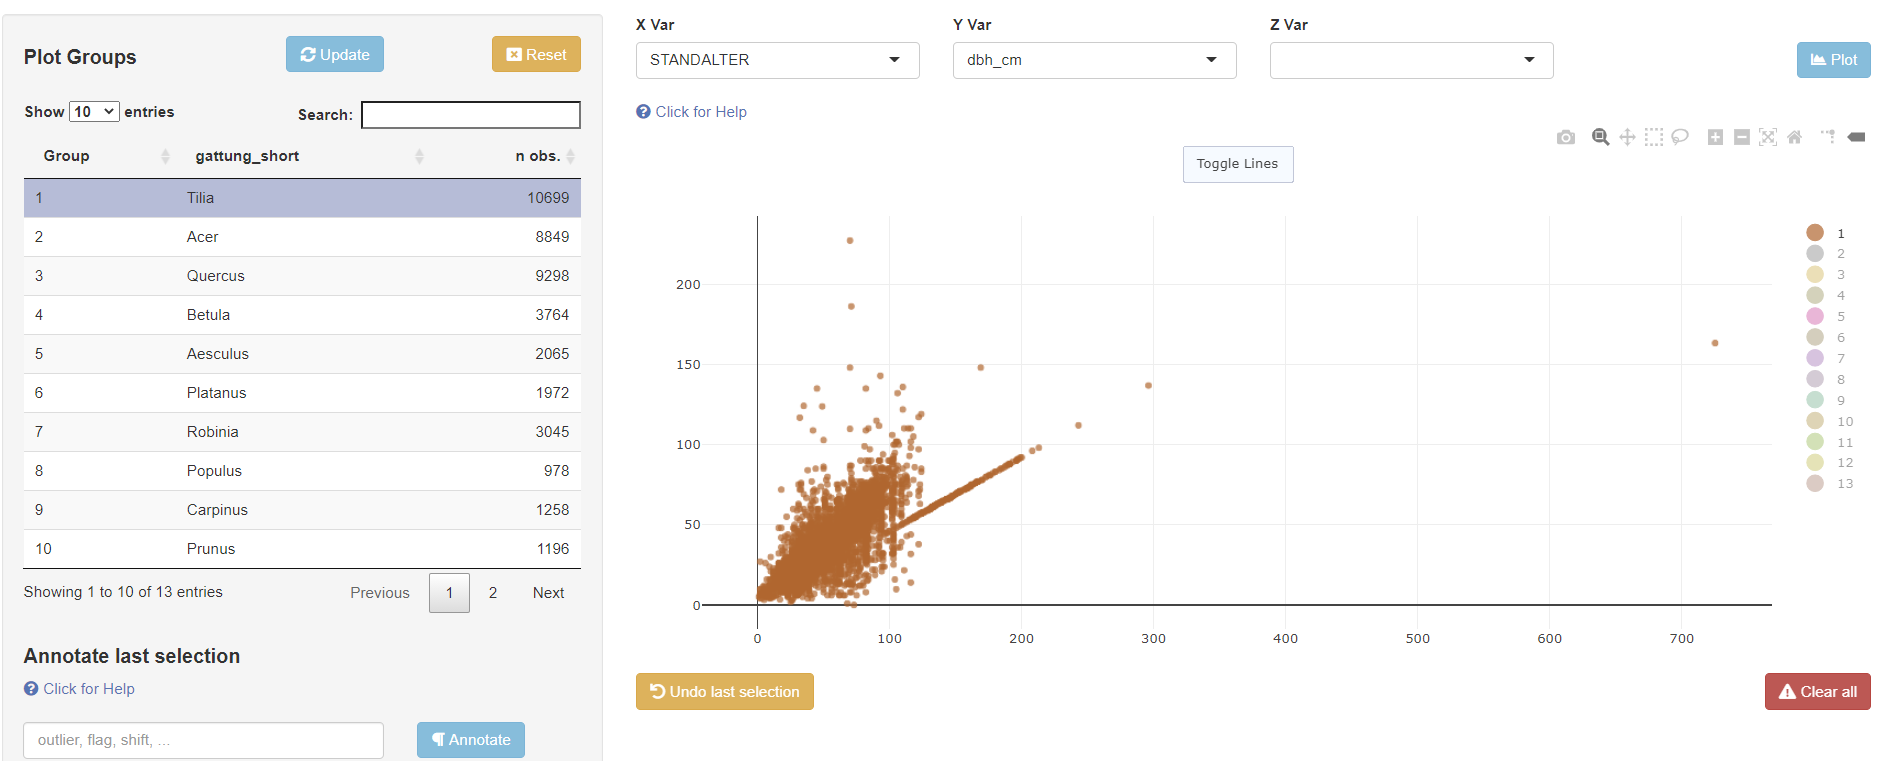 Plot Groups
Update
Reset
Show 10 entries
Search:
Group gattung_short n obs.
1 Tilia 10699
2 Acer 8849
3 Quercus 9298
4 Betula 3764
5 Aesculus 2065
6 Platanus 1972
7 Robinia 3045
8 Populus 978
9 Carpinus 1258
10 Prunus 1196
Showing 1 to 10 of 13 entries
Previous 1 2 Next
Annotate last selection
Click for Help
outlier, flag, shift, ...
Annotate
X Var Y Var Z Var
STANDALTER dbh_cm
Plot
Click for Help
Toggle Lines
200
150
100
50
0
0 100 200 300 400 500 600 700
1
2
3
4
5
6
7
8
9
10
11
12
13
Undo last selection
Clear all